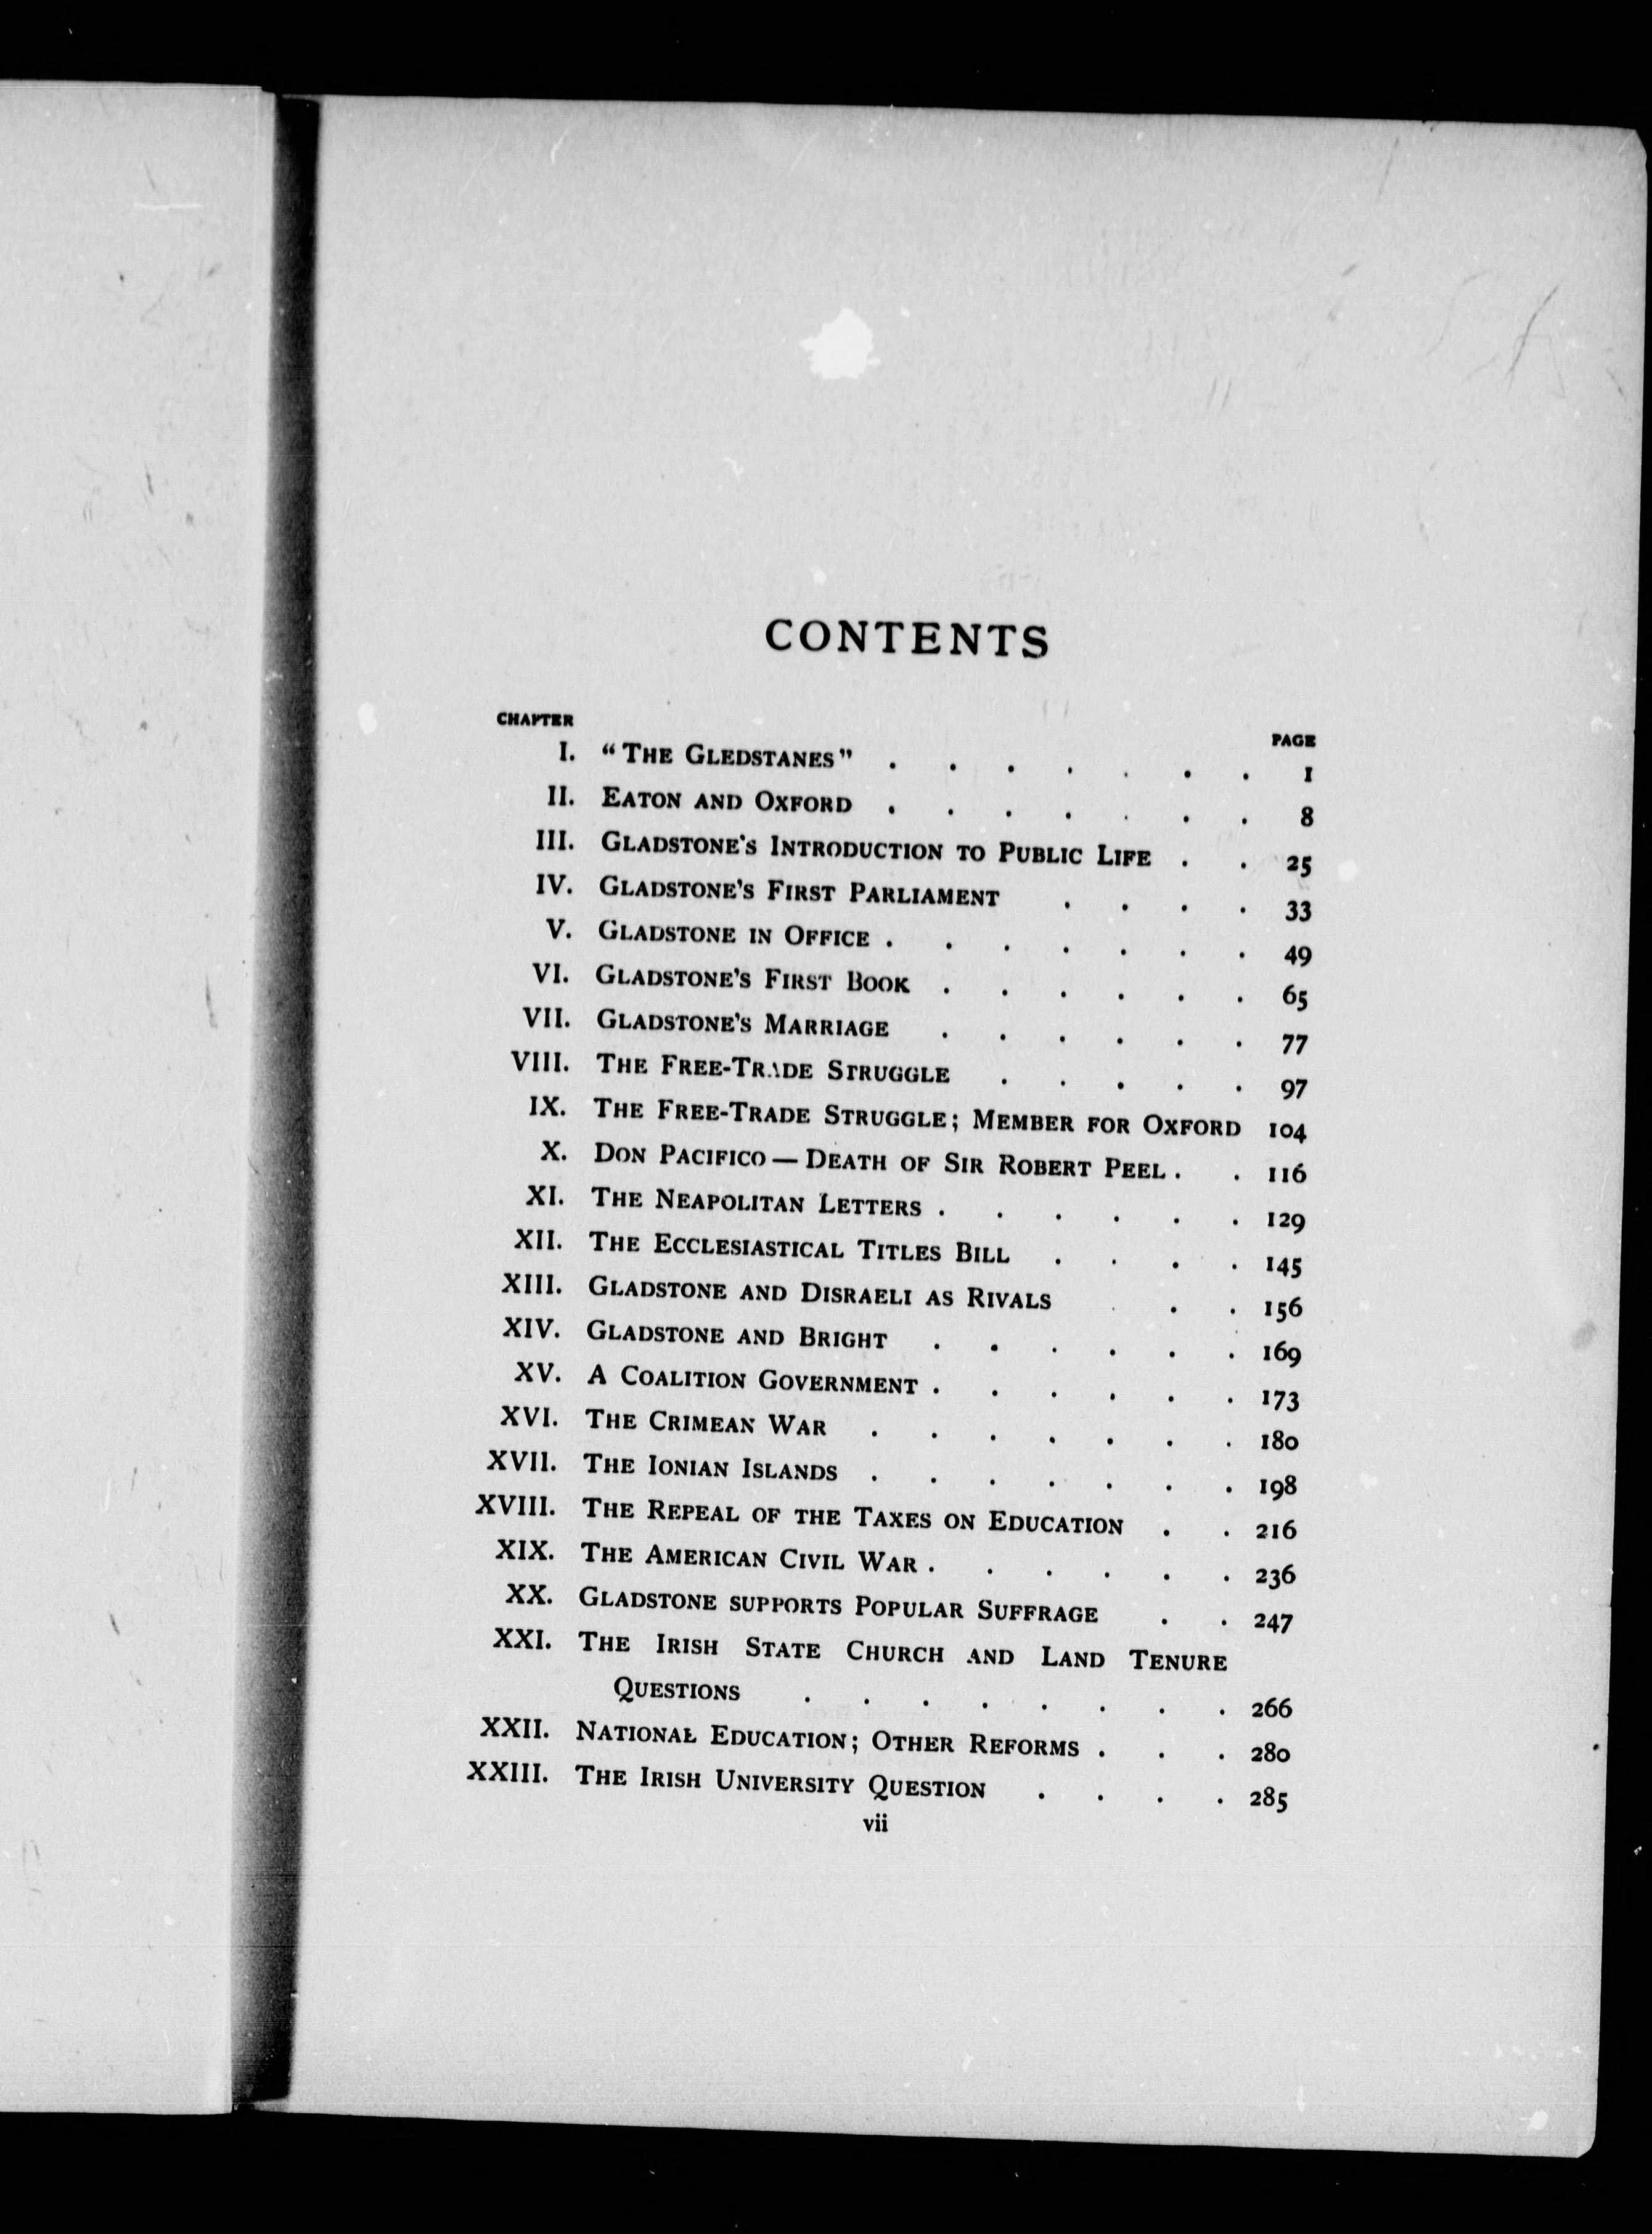 CONTENTS
CHAPTER PAGE
I. “The Gledstanes” . . . . . . . 1
II. Eaton and Oxford . . . . . . . 8
III. Gladstone's Introduction to Public Life . . 25
IV. Gladstone's First Parliament . . . . 33
V. Gladstone in Office . . . . . . . 49
VI. Gladstone's First Book . . . . . . 65
VII. Gladstone's Marriage . . . . . . 77
VIII. The Free-Trade Struggle . . . . . 97
IX. The Free-Trade Struggle; Member for Oxford 104
X. Don Pacifico — Death of Sir Robert Peel . . 116
XI. The Neapolitan Letters . . . . . . 129
XII. The Ecclesiastical Titles Bill . . . . 145
XIII. Gladstone and Disraeli as Rivals . . . 156
XIV. Gladstone and Bright . . . . . . 169
XV. A Coalition Government . . . . . . 173
XVI. The Crimean War . . . . . . . 180
XVII. The Ionian Islands . . . . . . . 198
XVIII. The Repeal of the Taxes on Education . . 216
XIX. The American Civil War . . . . . . 236
XX. Gladstone supports Popular Suffrage . . 247
XXI. The Irish State Church and Land Tenure
Questions . . . . . . . . 266
XXII. National Education; Other Reforms . . . 280
XXIII. The Irish University Question . . . . 285
vii